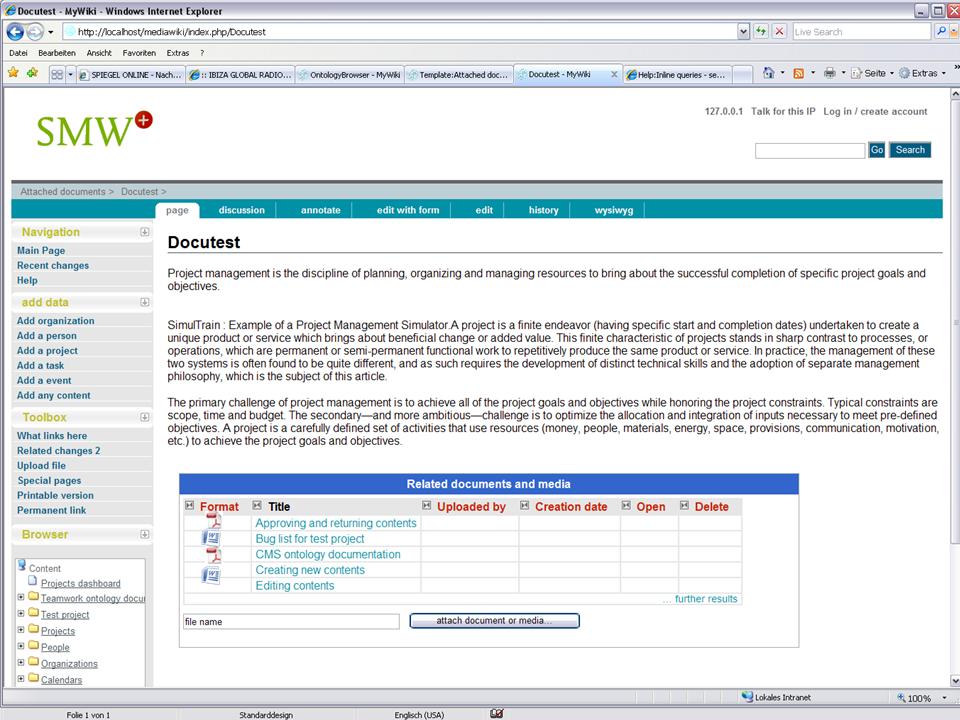 Docutest - MyWiki - Windows Internet Explorer
http://localhost/mediawiki/index.php/Docutest
Live Search
Datei Bearbeiten Ansicht Favoriten Extras ?
SPIEGEL ONLINE - Nach... :: IBIZA GLOBAL RADIO... OntologyBrowser - MyWiki Template:Attached doc... Docutest - MyWiki Help:Inline queries - se... Seite Extras
SMW+
127.0.0.1 Talk for this IP Log in / create account
Go Search
Attached documents > Docutest >
page discussion annotate edit with form edit history wysiwyg
Navigation
Main Page
Recent changes
Help
add data
Add organization
Add a person
Add a project
Add a task
Add a event
Add any content
Toolbox
What links here
Related changes 2
Upload file
Special pages
Printable version
Permanent link
Browser
Content
Projects dashboard
Teamwork ontology docu
Test project
Projects
People
Organizations
Calendars
Docutest
Project management is the discipline of planning, organizing and managing resources to bring about the successful completion of specific project goals and
objectives.
SimulTrain : Example of a Project Management Simulator.A project is a finite endeavor (having specific start and completion dates) undertaken to create a
unique product or service which brings about beneficial change or added value. This finite characteristic of projects stands in sharp contrast to processes, or
operations, which are permanent or semi-permanent functional work to repetitively produce the same product or service. In practice, the management of these
two systems is often found to be quite different, and as such requires the development of distinct technical skills and the adoption of separate management
philosophy, which is the subject of this article.
The primary challenge of project management is to achieve all of the project goals and objectives while honoring the project constraints. Typical constraints are
scope, time and budget. The secondary—and more ambitious—challenge is to optimize the allocation and integration of inputs necessary to meet pre-defined
objectives. A project is a carefully defined set of activities that use resources (money, people, materials, energy, space, provisions, communication, motivation,
etc.) to achieve the project goals and objectives.
Related documents and media
Format Title Uploaded by Creation date Open Delete
Approving and returning contents
Bug list for test project
CMS ontology documentation
Creating new contents
Editing contents
... further results
file name attach document or media...
Lokales Intranet 100%
Folie 1 von 1 Standarddesign Englisch (USA)